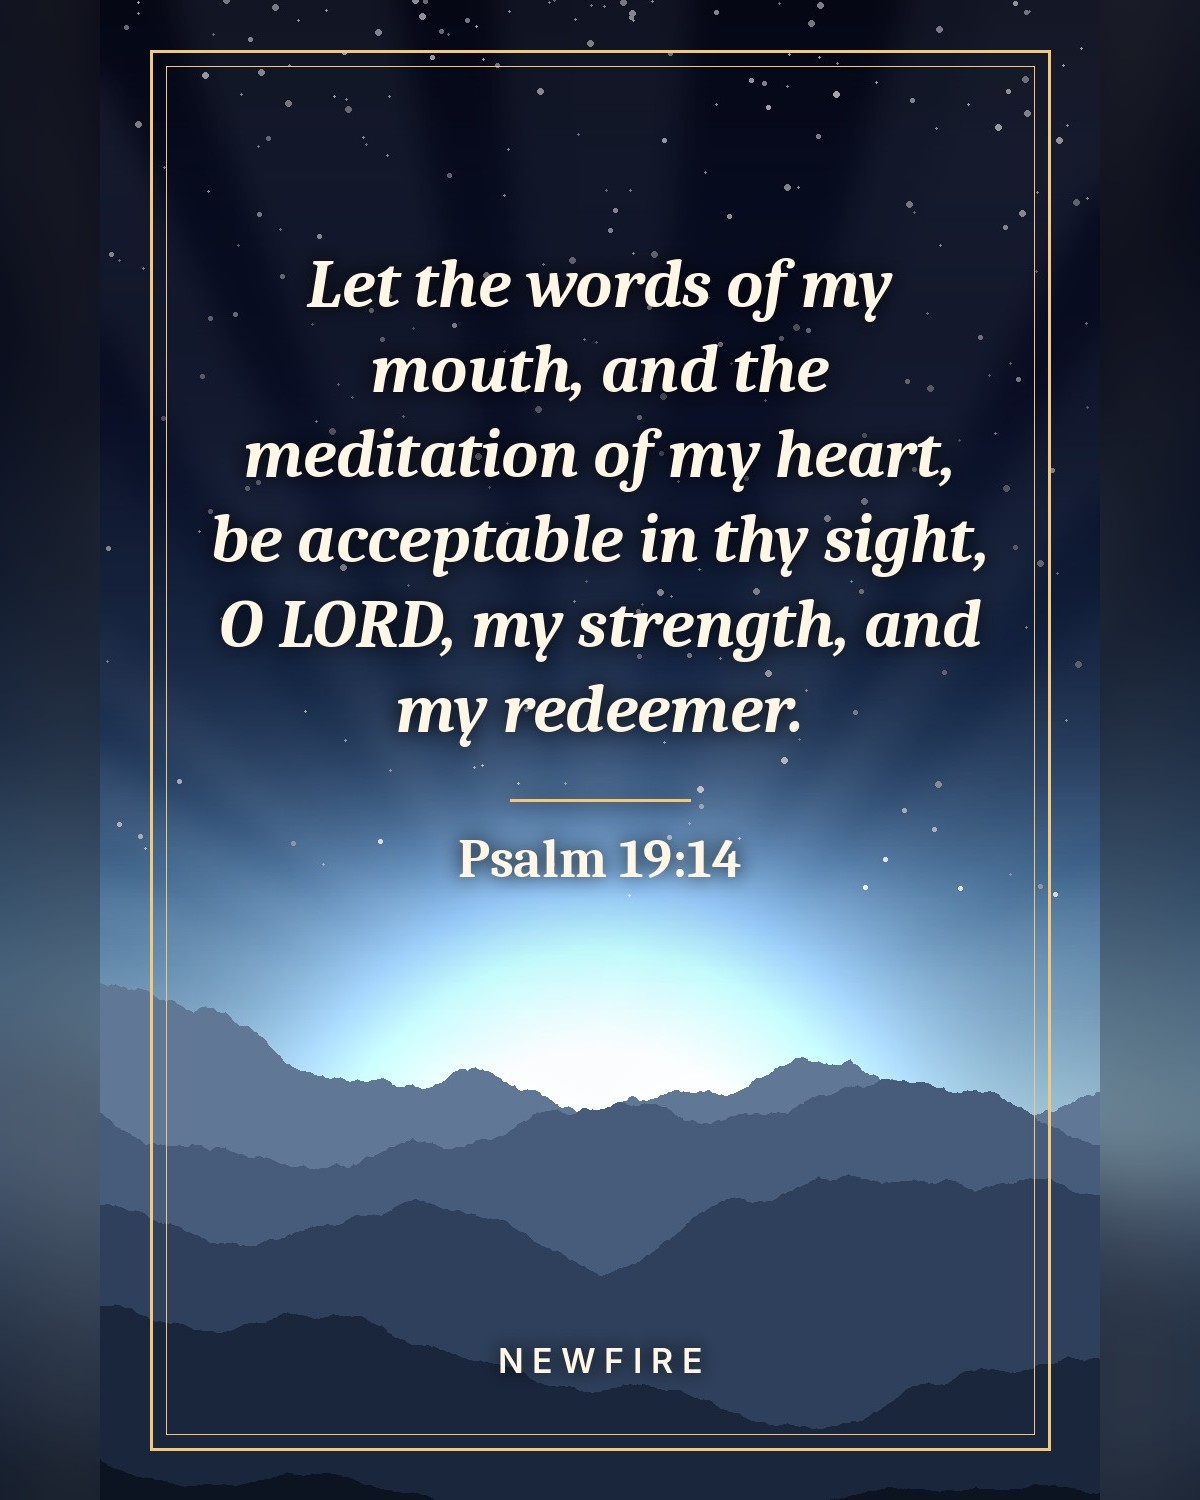 Let the words of my
mouth, and the
meditation of my heart,
be acceptable in thy sight,
O LORD, my strength, and
my redeemer.
Psalm 19:14
NEWFIRE